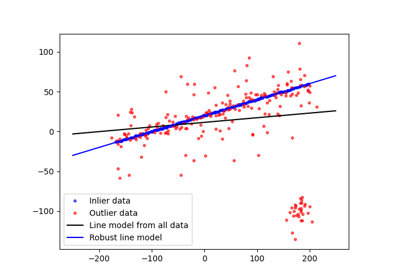 100
50
0
−50
−100
Inlier data
Outlier data
Line model from all data
Robust line model
−200
−100
0
100
200